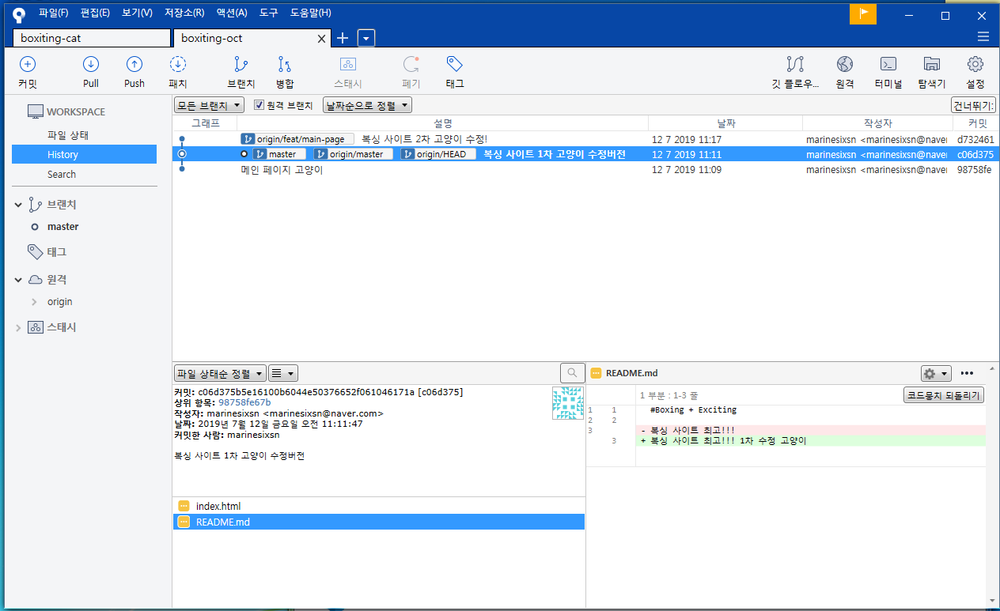 파일(F) 편집(E) 보기(V) 저장소(R) 액션(A) 도구 도움말(H)
boxiting-cat boxiting-oct
커밋 Pull Push 패치 브랜치 병합 스태시 폐기 태그 깃 플로우... 원격 터미널 탐색기 설정
WORKSPACE
파일 상태
History
Search
브랜치
master
태그
원격
origin
스태시
모든 브랜치 원격 브랜치 날짜순으로 정렬 건너뛰기:
그래프 설명 날짜 작성자 커밋
origin/feat/main-page 복싱 사이트 2차 고양이 수정! 12 7 2019 11:17 marinesixsn <marinesixsn@naver d732461
master origin/master origin/HEAD 복싱 사이트 1차 고양이 수정버전 12 7 2019 11:11 marinesixsn <marinesixsn@naver c06d375
메인 페이지 고양이 12 7 2019 11:09 marinesixsn <marinesixsn@naver 98758fe
파일 상태순 정렬
커밋: c06d375b5e16100b6044e50376652f061046171a [c06d375]
상위 항목: 98758fe67b
작성자: marinesixsn <marinesixsn@naver.com>
날짜: 2019년 7월 12일 금요일 오전 11:11:47
커밋한 사람: marinesixsn
복싱 사이트 1차 고양이 수정버전
index.html
README.md
README.md
1 부분 : 1-3 줄 코드뭉치 되돌리기
1 1 #Boxing + Exciting
2 2
3 - 복싱 사이트 최고!!!
3 + 복싱 사이트 최고!!! 1차 수정 고양이